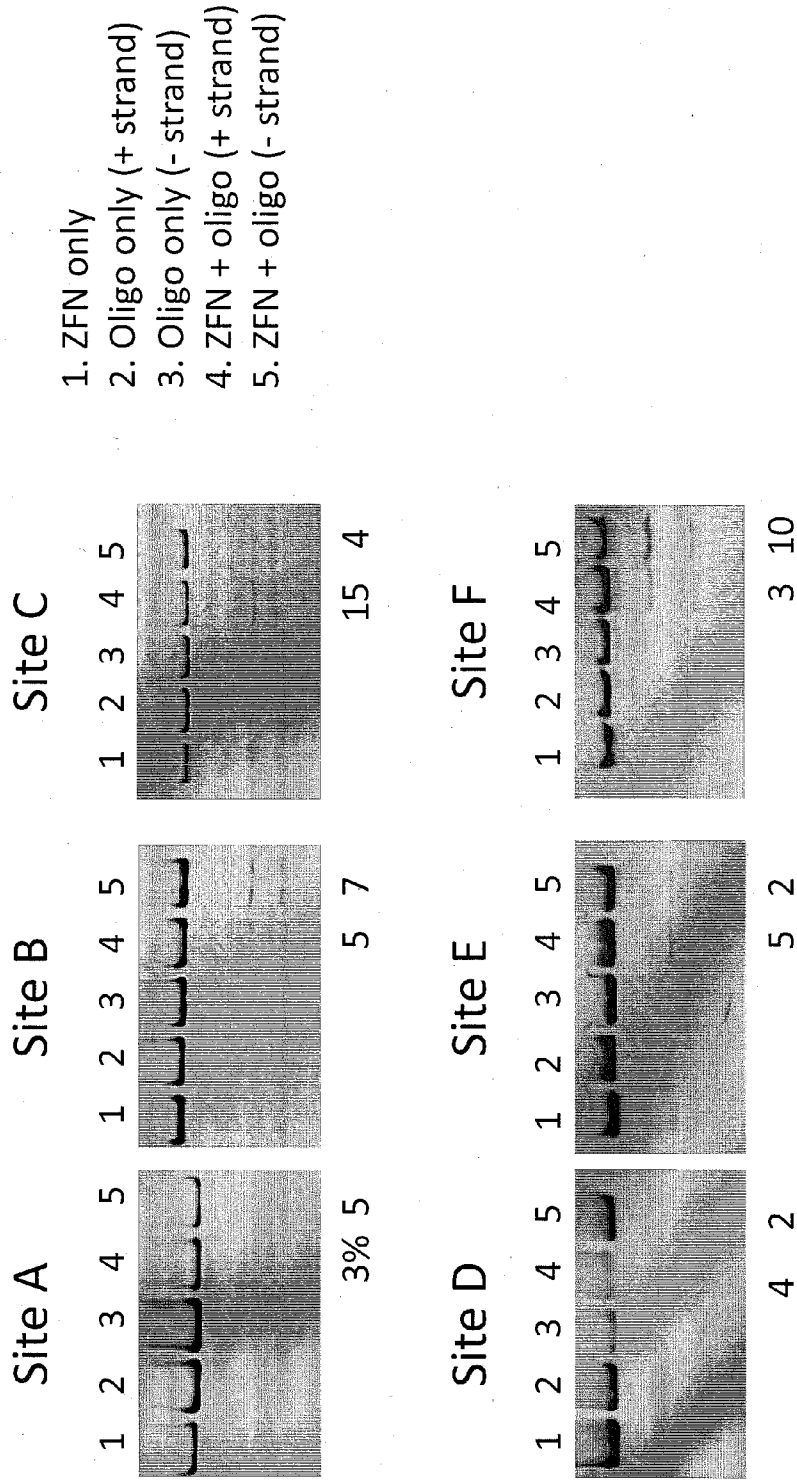 Site A
1 2 3 4 5
3% 5
Site B
1 2 3 4 5
5 7
Site C
1 2 3 4 5
15 4
1. ZFN only
2. Oligo only (+ strand)
3. Oligo only (- strand)
4. ZFN + oligo (+ strand)
5. ZFN + oligo (- strand)
Site D
1 2 3 4 5
4 2
Site E
1 2 3 4 5
5 2
Site F
1 2 3 4 5
3 10